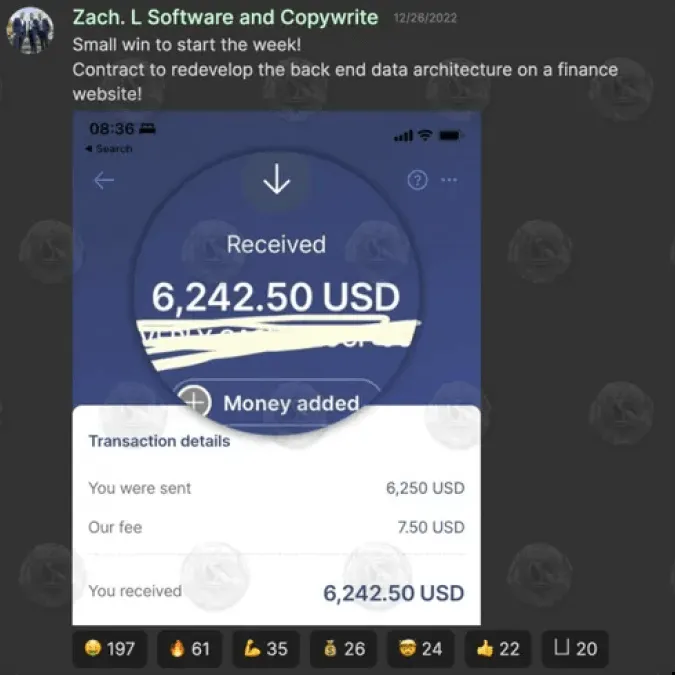 Zach. L Software and Copywrite 12/26/2022
Small win to start the week!
Contract to redevelop the back end data architecture on a finance
website!
08:36
Search
Received
6,242.50 USD
Money added
Transaction details
You were sent 6,250 USD
Our fee 7.50 USD
You received 6,242.50 USD
197 61 35 26 24 22 20